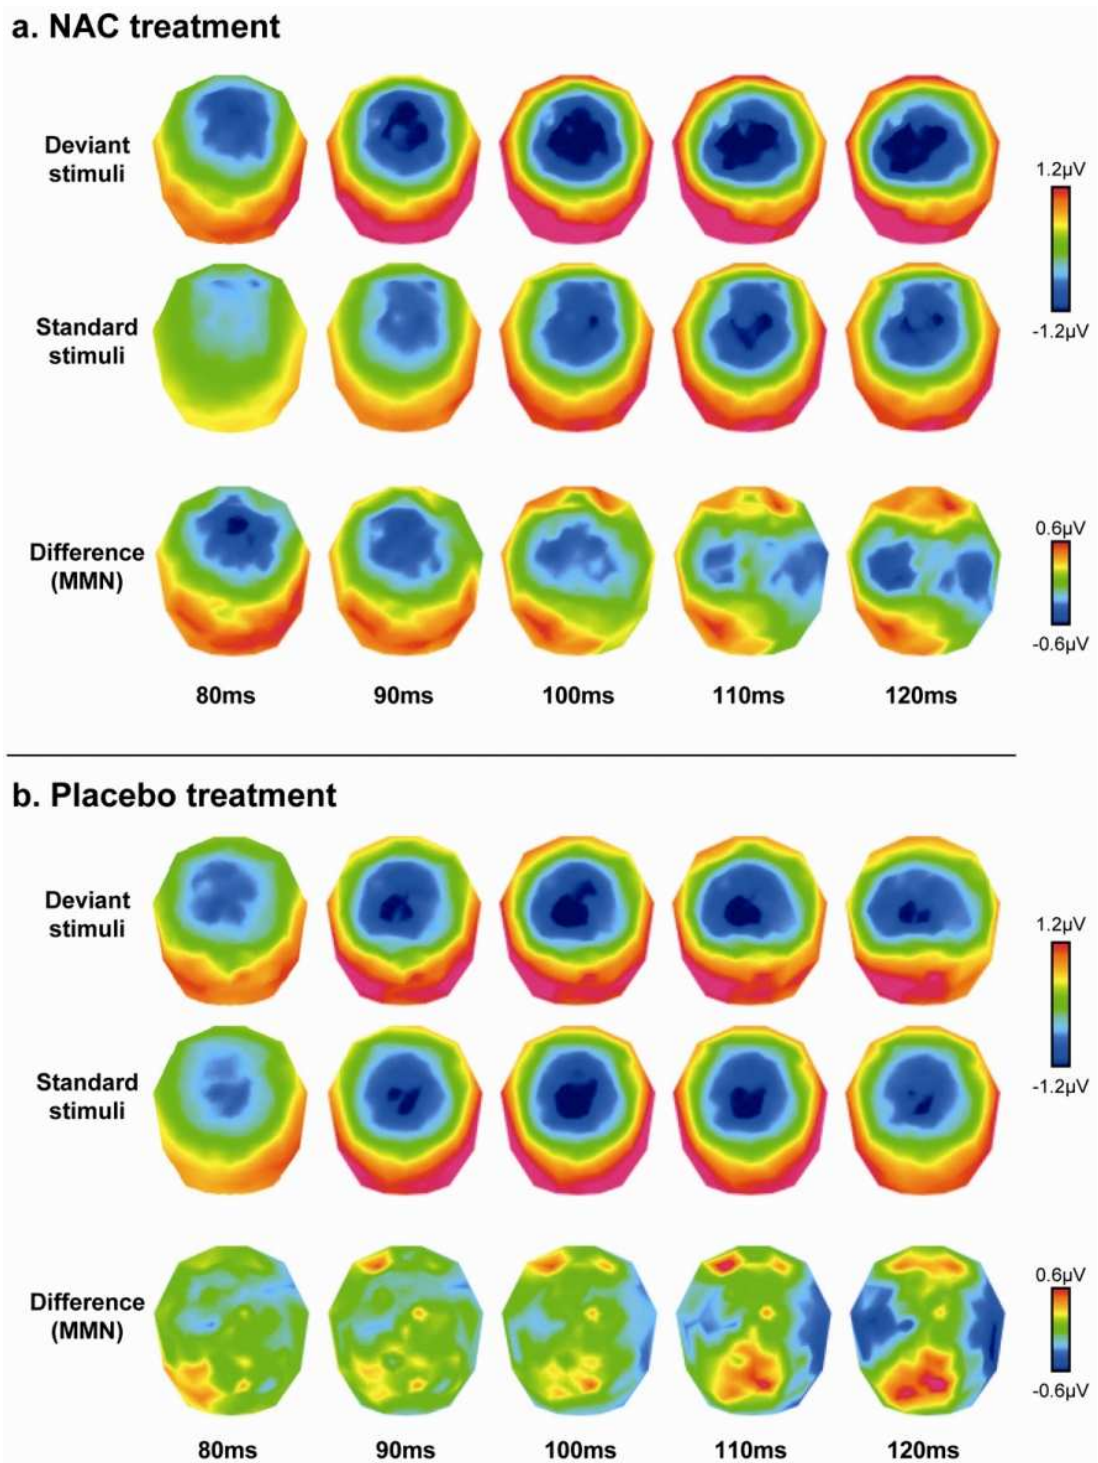 a. NAC treatment
Deviant
stimuli
1.2µV
-1.2µV
Standard
stimuli
Difference
(MMN)
0.6µV
-0.6µV
80ms 90ms 100ms 110ms 120ms
b. Placebo treatment
Deviant
stimuli
1.2µV
-1.2µV
Standard
stimuli
Difference
(MMN)
0.6µV
-0.6µV
80ms 90ms 100ms 110ms 120ms